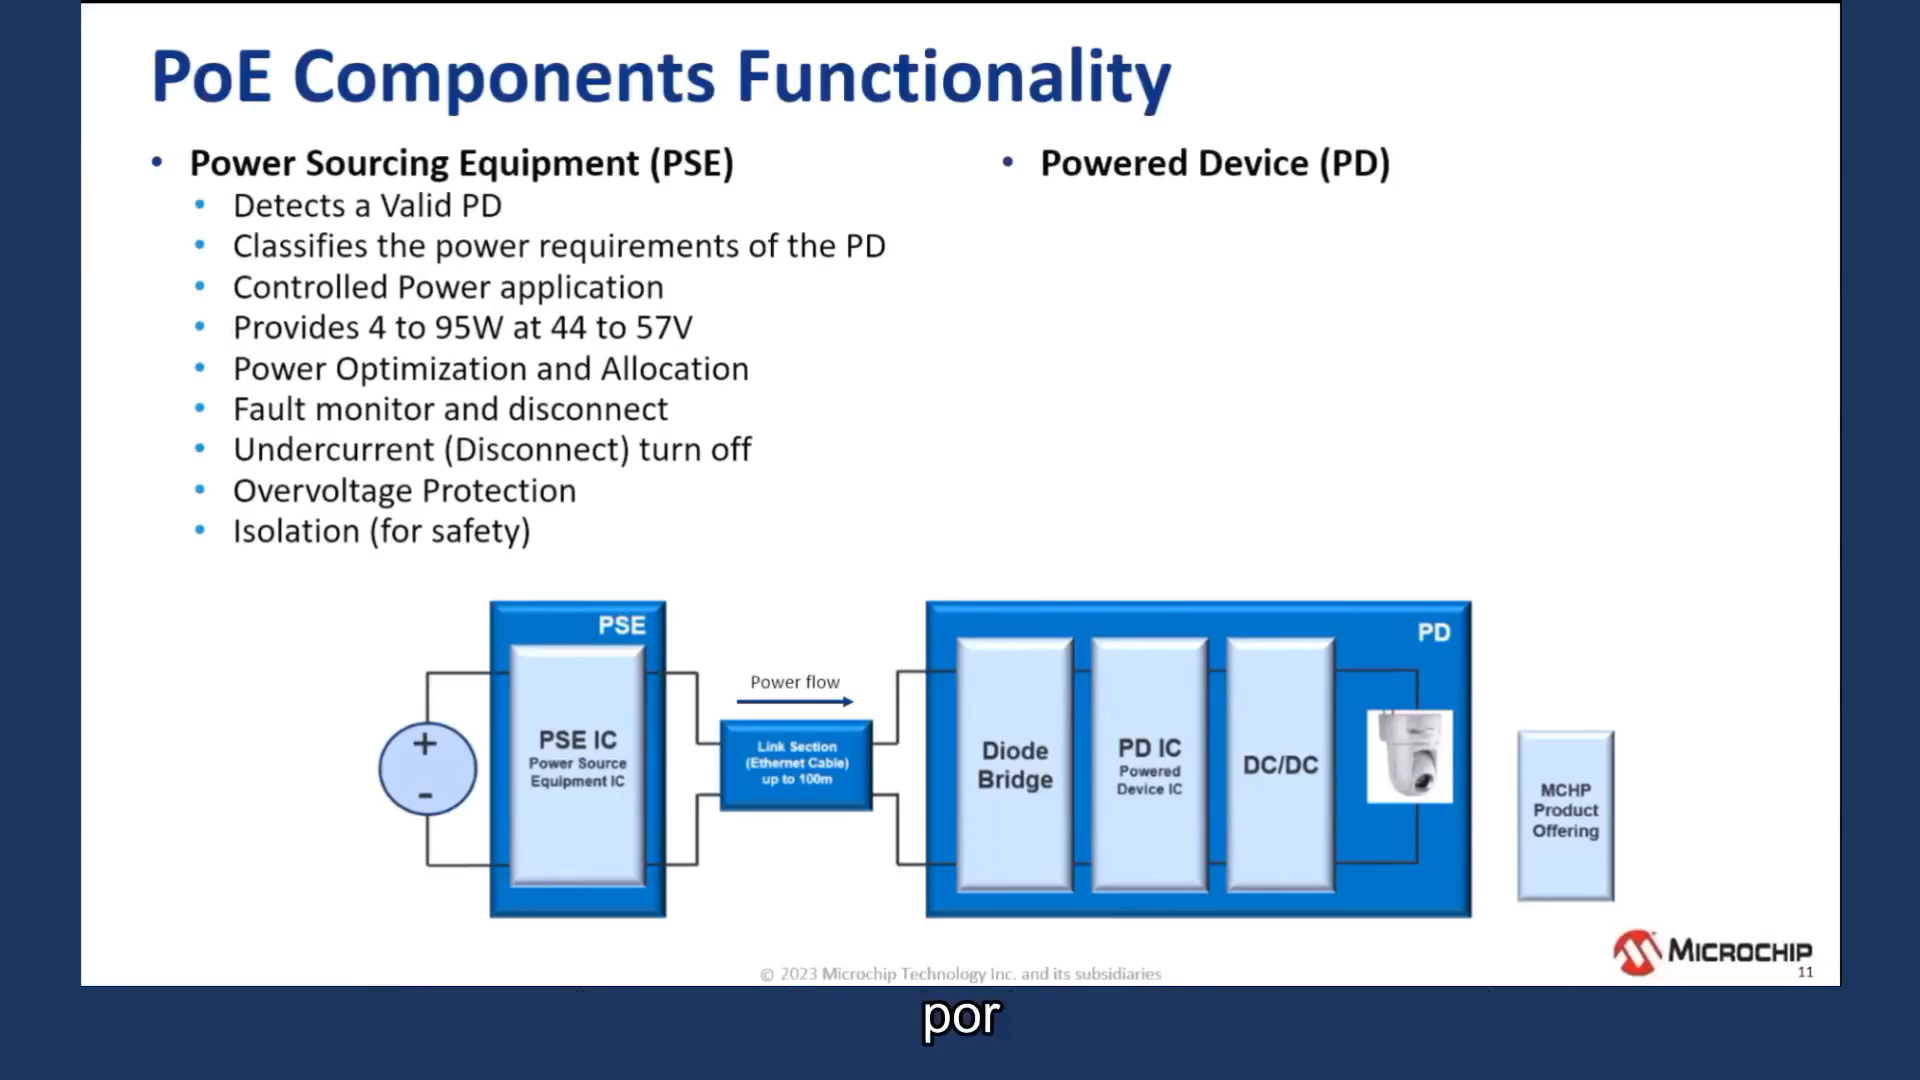 PoE Components Functionality
• Power Sourcing Equipment (PSE)
• Detects a Valid PD
• Classifies the power requirements of the PD
• Controlled Power application
• Provides 4 to 95W at 44 to 57V
• Power Optimization and Allocation
• Fault monitor and disconnect
• Undercurrent (Disconnect) turn off
• Overvoltage Protection
• Isolation (for safety)
• Powered Device (PD)
PSE
+
-
PSE IC
Power Source
Equipment IC
Power flow
Link Section
(Ethernet Cable)
up to 100m
PD
Diode
Bridge
PD IC
Powered
Device IC
DC/DC
MCHP
Product
Offering
MICROCHIP
© 2023 Microchip Technology Inc. and its subsidiaries
11
por